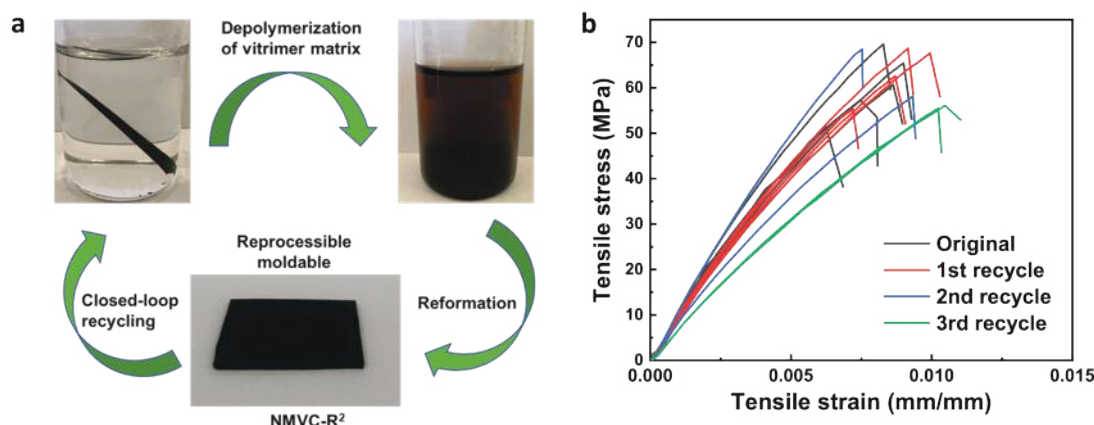 a
Depolymerization
of vitrimer matrix
Reprocessible
moldable
Closed-loop
recycling
Reformation
NMVC-R²
b
Tensile stress (MPa)
70
60
50
40
30
20
10
0
Original
1st recycle
2nd recycle
3rd recycle
0.000
0.005
0.010
0.015
Tensile strain (mm/mm)